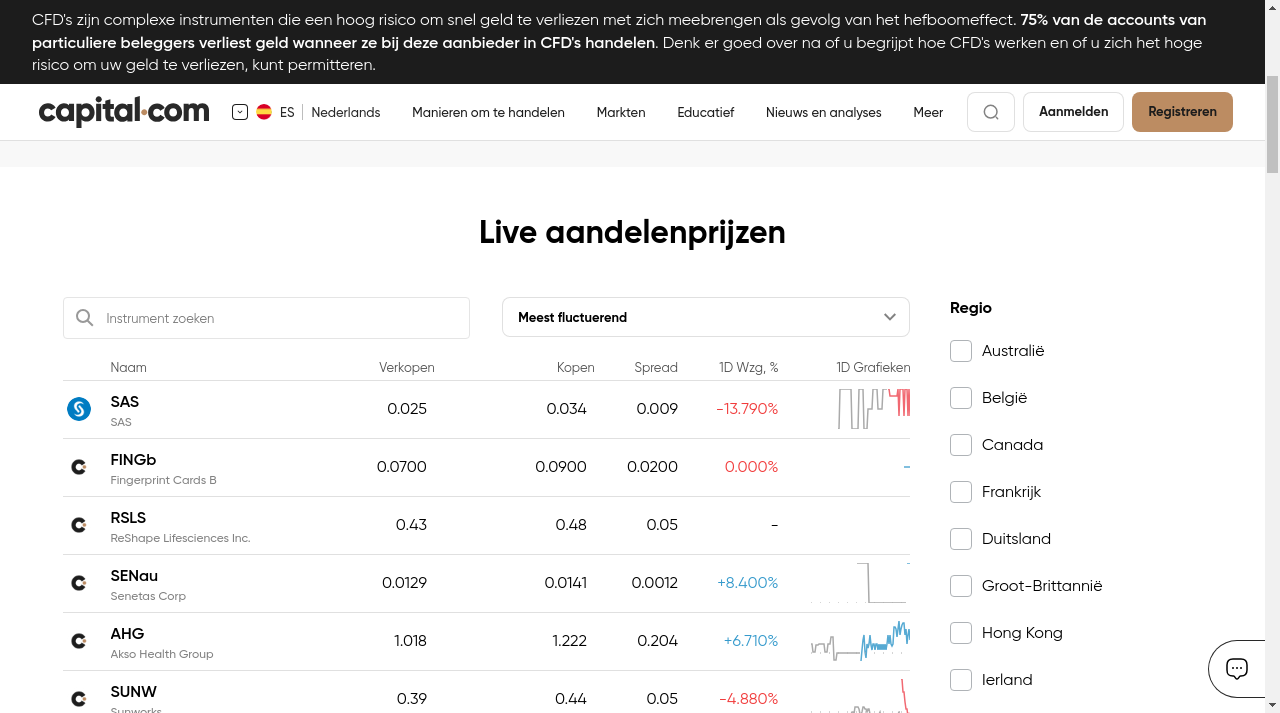 CFD's zijn complexe instrumenten die een hoog risico om snel geld te verliezen met zich meebrengen als gevolg van het hefboomeffect. 75% van de accounts van
particuliere beleggers verliest geld wanneer ze bij deze aanbieder in CFD's handelen. Denk er goed over na of u begrijpt hoe CFD's werken en of u zich het hoge
risico om uw geld te verliezen, kunt permitteren.
capital.com ES Nederlands Manieren om te handelen Markten Educatief Nieuws en analyses Meer Aanmelden Registreren
Live aandelenprijzen
Instrument zoeken Meest fluctuerend
Naam Verkopen Kopen Spread 1D Wzg, % 1D Grafieken
SAS 0.025 0.034 0.009 -13.790%
SAS
FINGb 0.0700 0.0900 0.0200 0.000% -
Fingerprint Cards B
RSLS 0.43 0.48 0.05 -
ReShape Lifesciences Inc.
SENau 0.0129 0.0141 0.0012 +8.400%
Senetas Corp
AHG 1.018 1.222 0.204 +6.710%
Akso Health Group
SUNW 0.39 0.44 0.05 -4.880%
Sunworks
Regio
Australië
België
Canada
Frankrijk
Duitsland
Groot-Brittannië
Hong Kong
Ierland